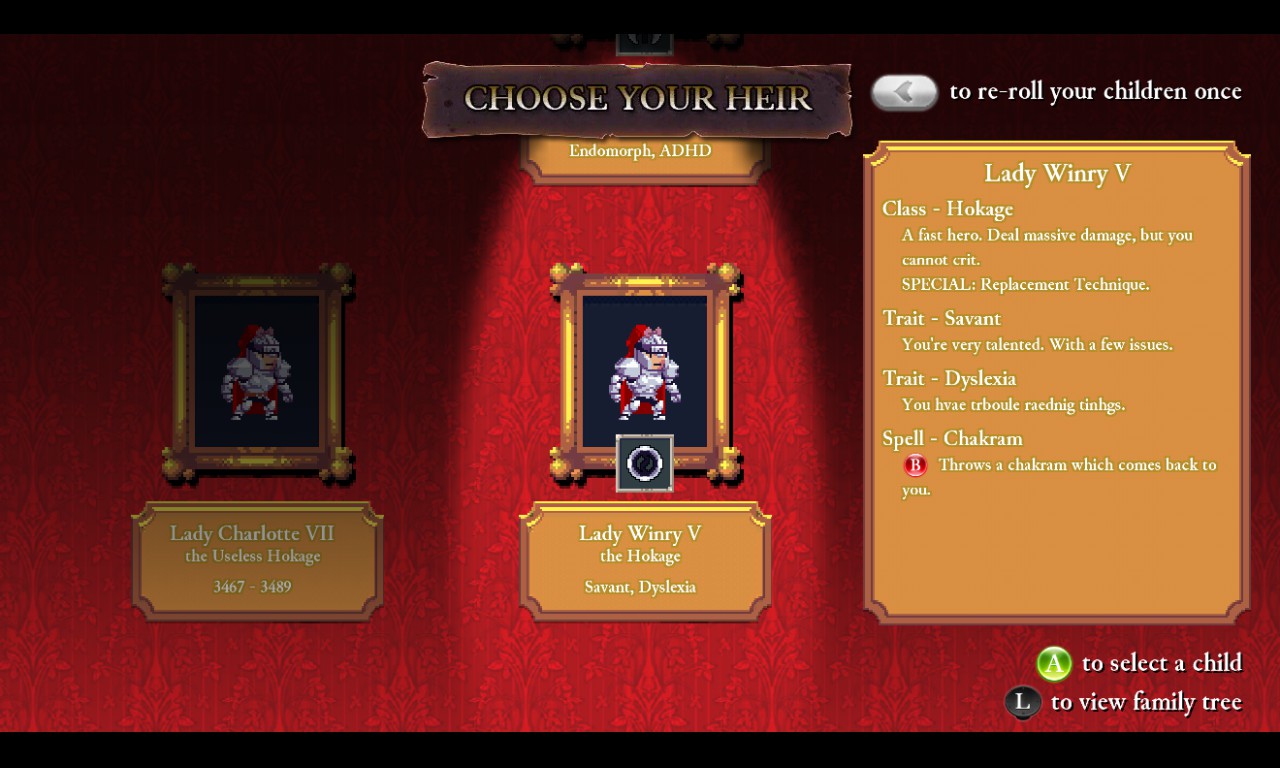 CHOOSE YOUR HEIR
to re-roll your children once
Endomorph, ADHD
Lady Winry V
Class - Hokage
A fast hero. Deal massive damage, but you
cannot crit.
SPECIAL: Replacement Technique.
Trait - Savant
You're very talented. With a few issues.
Trait - Dyslexia
You hvae trboule raednig tinhgs.
Spell - Chakram
B Throws a chakram which comes back to
you.
Lady Charlotte VII
the Useless Hokage
3467 - 3489
Lady Winry V
the Hokage
Savant, Dyslexia
A to select a child
L to view family tree